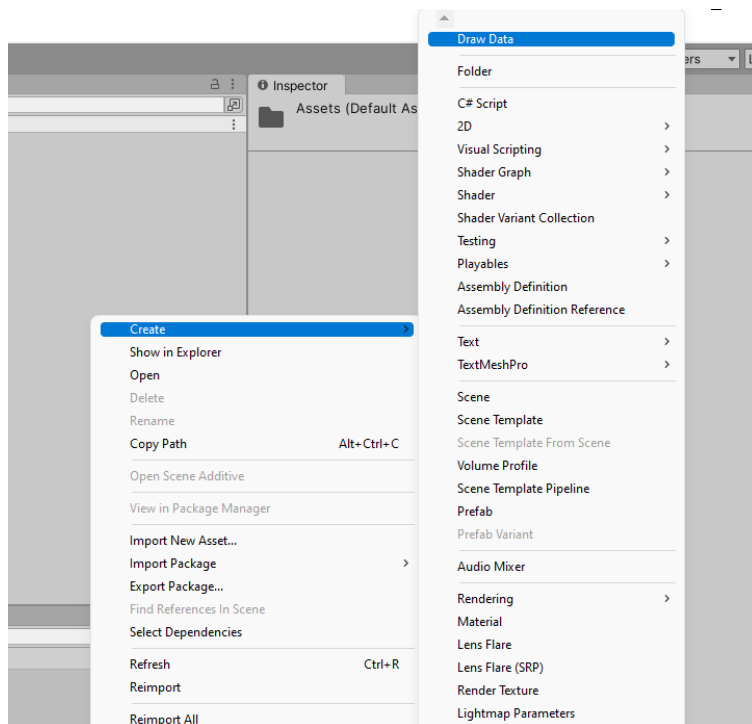 Draw Data
ers
Folder
Inspector
Assets (Default As
C# Script
2D
Visual Scripting
Shader Graph
Shader
Shader Variant Collection
Testing
Playables
Assembly Definition
Assembly Definition Reference
Text
TextMeshPro
Scene
Scene Template
Scene Template From Scene
Volume Profile
Scene Template Pipeline
Prefab
Prefab Variant
Audio Mixer
Rendering
Material
Lens Flare
Lens Flare (SRP)
Render Texture
Lightmap Parameters
Create
Show in Explorer
Open
Delete
Rename
Copy Path Alt+Ctrl+C
Open Scene Additive
View in Package Manager
Import New Asset...
Import Package
Export Package...
Find References In Scene
Select Dependencies
Refresh Ctrl+R
Reimport
Reimport All